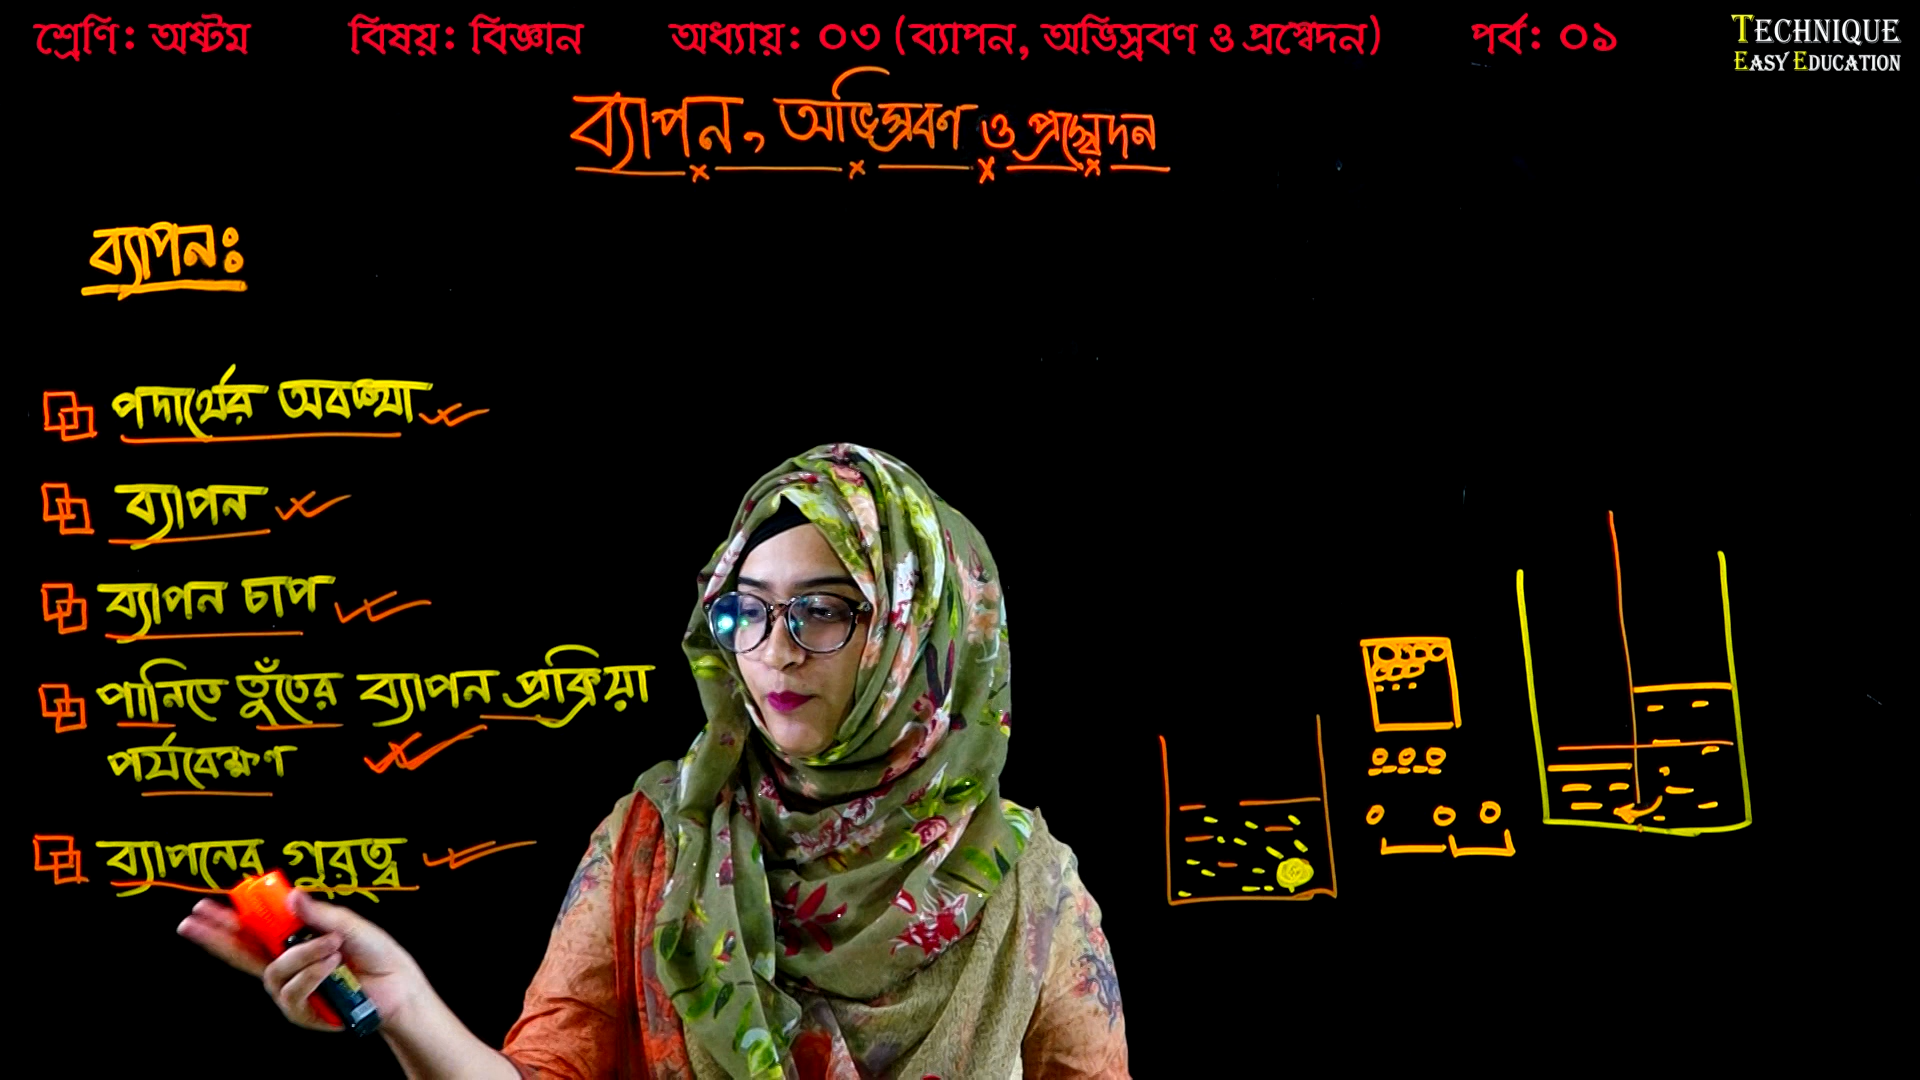 শ্রেণি: অষ্টম বিষয়: বিজ্ঞান অধ্যায়: ০৩ (ব্যাপন, অভিস্রবণ ও প্রস্বেদন) পর্ব: ০১
TECHNIQUE
EASY EDUCATION
ব্যাপন, অভিস্রবণ ও প্রস্বেদন
ব্যাপনঃ
পদার্থের অবস্থা
ব্যাপন
ব্যাপন চাপ
পানিতে তুঁতের ব্যাপন প্রক্রিয়া
পর্যবেক্ষণ
ব্যাপনের গুরুত্ব